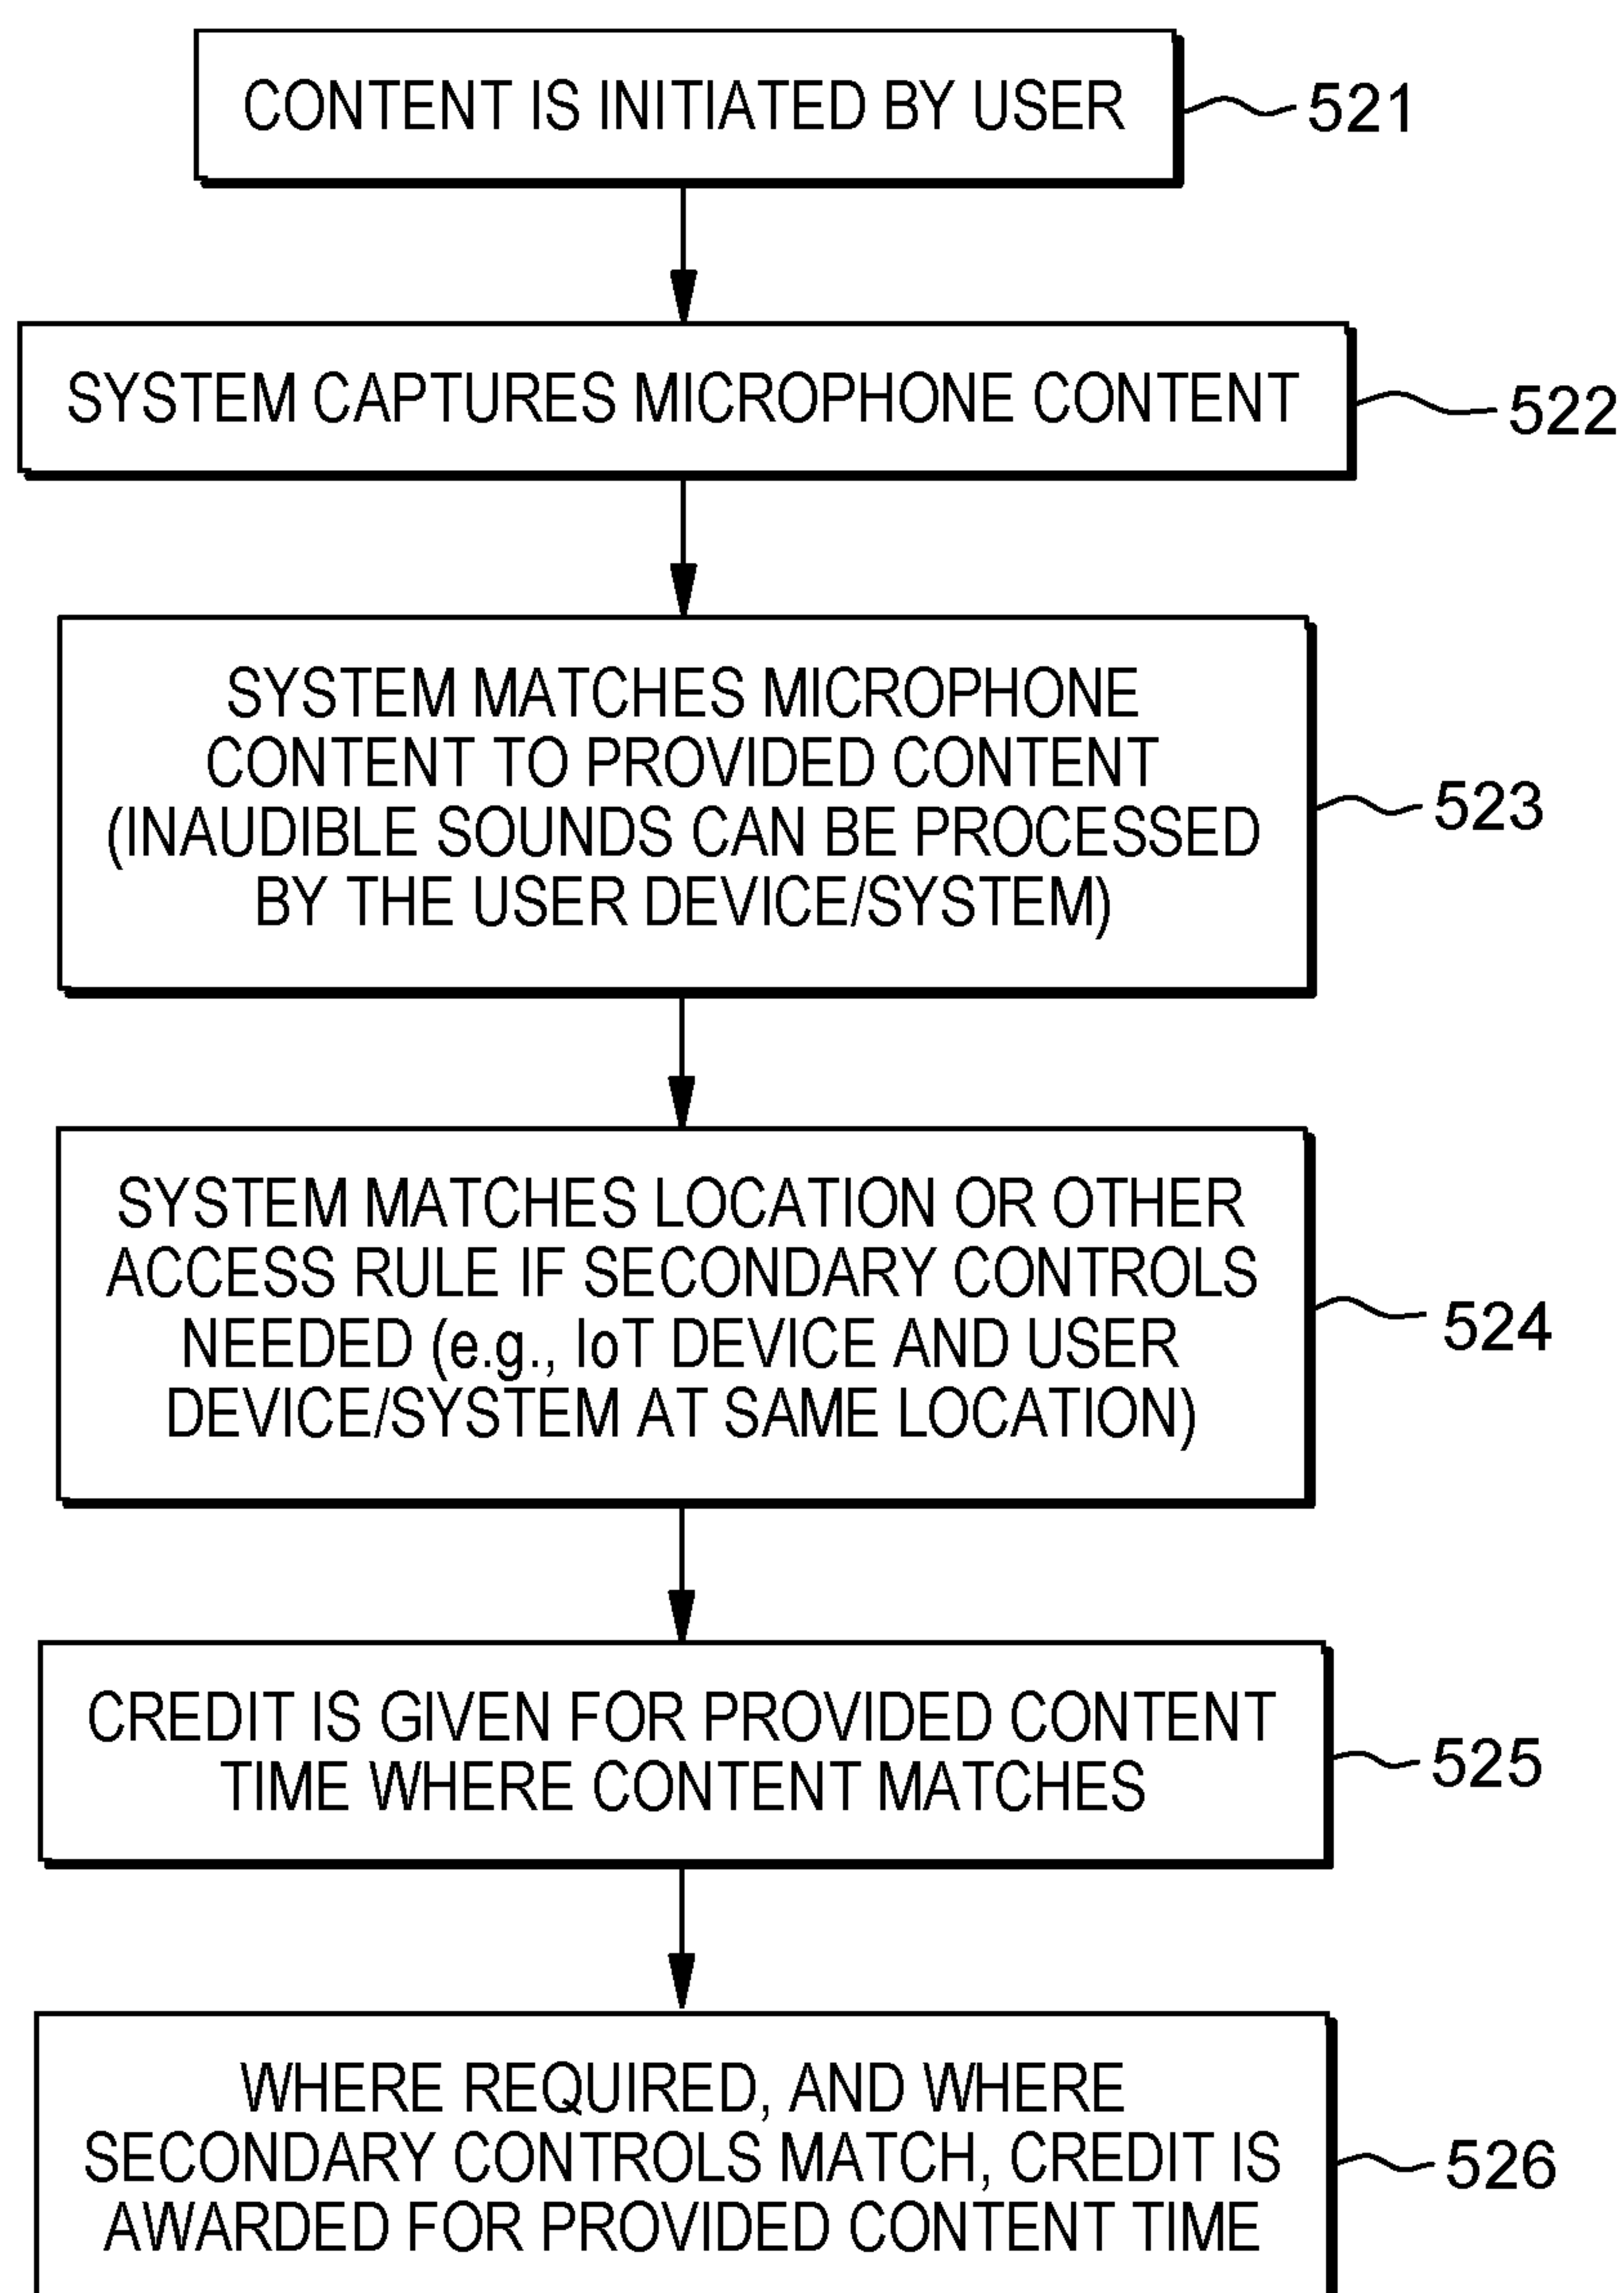 CONTENT IS INITIATED BY USER
521
SYSTEM CAPTURES MICROPHONE CONTENT
522
SYSTEM MATCHES MICROPHONE
CONTENT TO PROVIDED CONTENT
(INAUDIBLE SOUNDS CAN BE PROCESSED
BY THE USER DEVICE/SYSTEM)
523
SYSTEM MATCHES LOCATION OR OTHER
ACCESS RULE IF SECONDARY CONTROLS
NEEDED (e.g., IoT DEVICE AND USER
DEVICE/SYSTEM AT SAME LOCATION)
524
CREDIT IS GIVEN FOR PROVIDED CONTENT
TIME WHERE CONTENT MATCHES
525
WHERE REQUIRED, AND WHERE
SECONDARY CONTROLS MATCH, CREDIT IS
AWARDED FOR PROVIDED CONTENT TIME
526